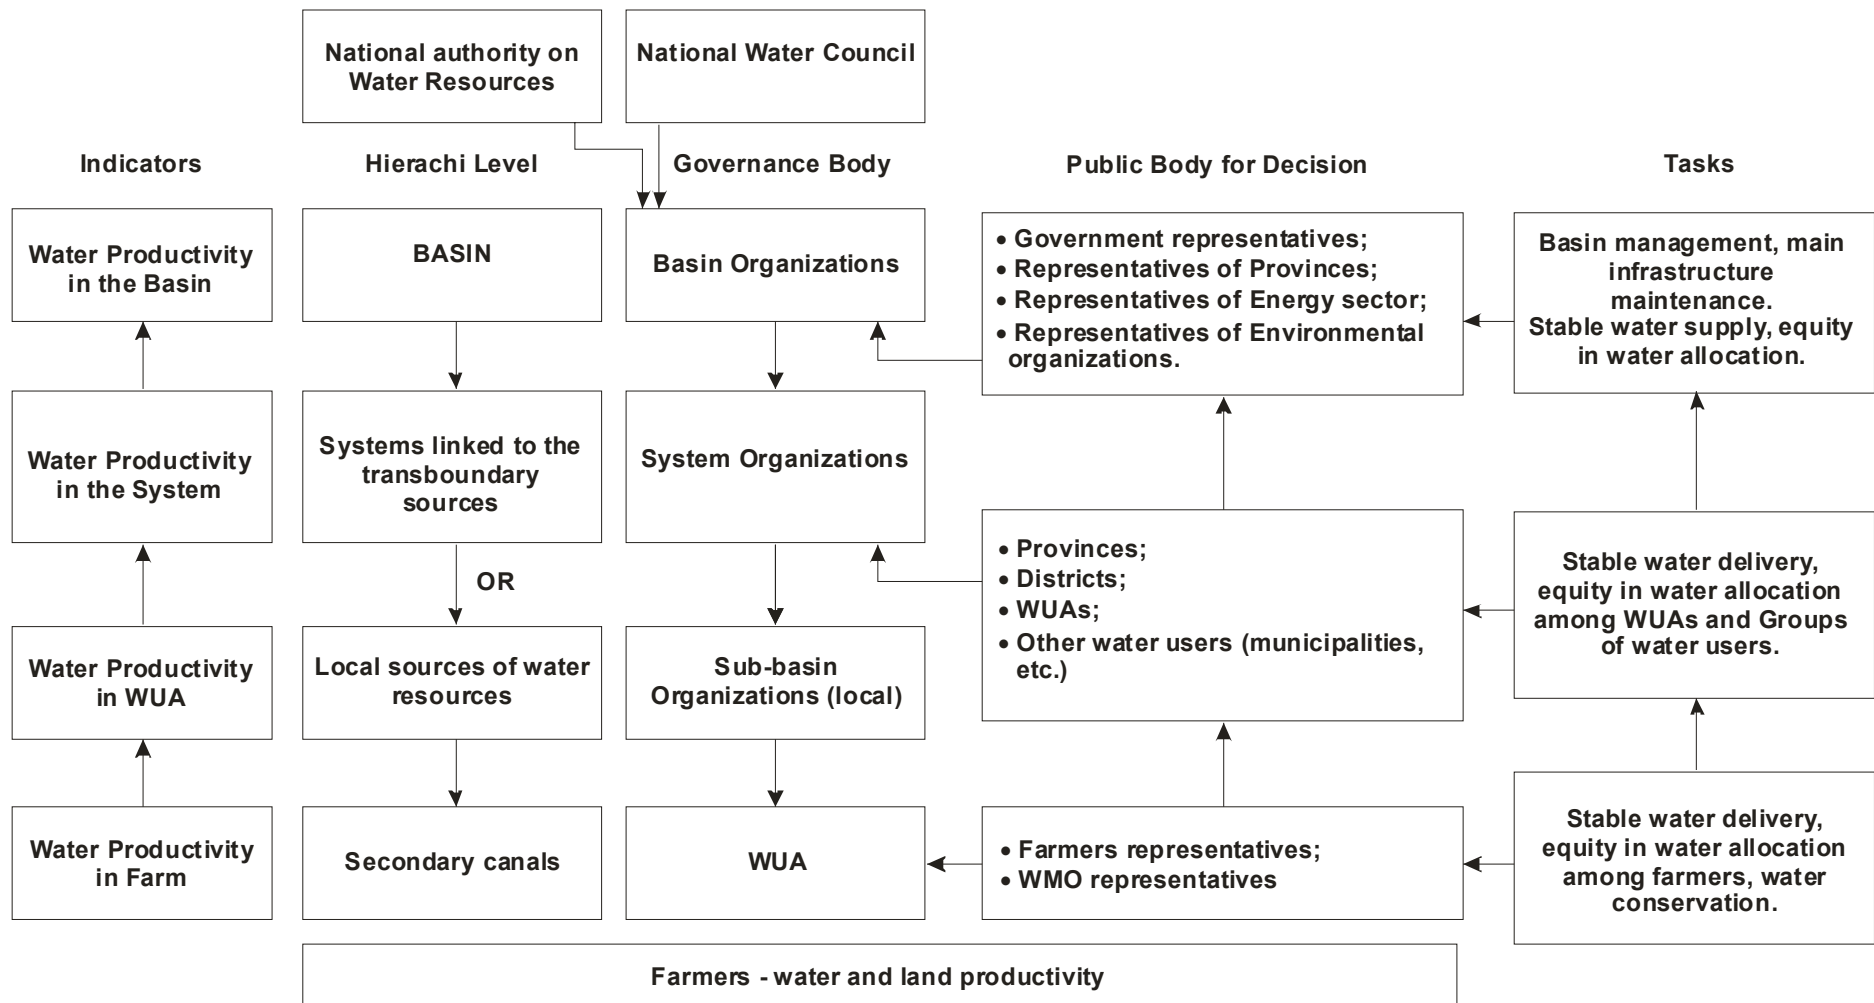 National authority on
Water Resources
National Water Council
Indicators
Hierachi Level
Governance Body
Public Body for Decision
Tasks
Water Productivity
in the Basin
BASIN
Basin Organizations
• Government representatives;
• Representatives of Provinces;
• Representatives of Energy sector;
• Representatives of Environmental
organizations.
Basin management, main
infrastructure
maintenance.
Stable water supply, equity
in water allocation.
Water Productivity
in the System
Systems linked to the
transboundary
sources
System Organizations
OR
• Provinces;
• Districts;
• WUAs;
• Other water users (municipalities,
etc.)
Stable water delivery,
equity in water allocation
among WUAs and Groups
of water users.
Water Productivity
in WUA
Local sources of water
resources
Sub-basin
Organizations (local)
Water Productivity
in Farm
Secondary canals
WUA
• Farmers representatives;
• WMO representatives
Stable water delivery,
equity in water allocation
among farmers, water
conservation.
Farmers - water and land productivity